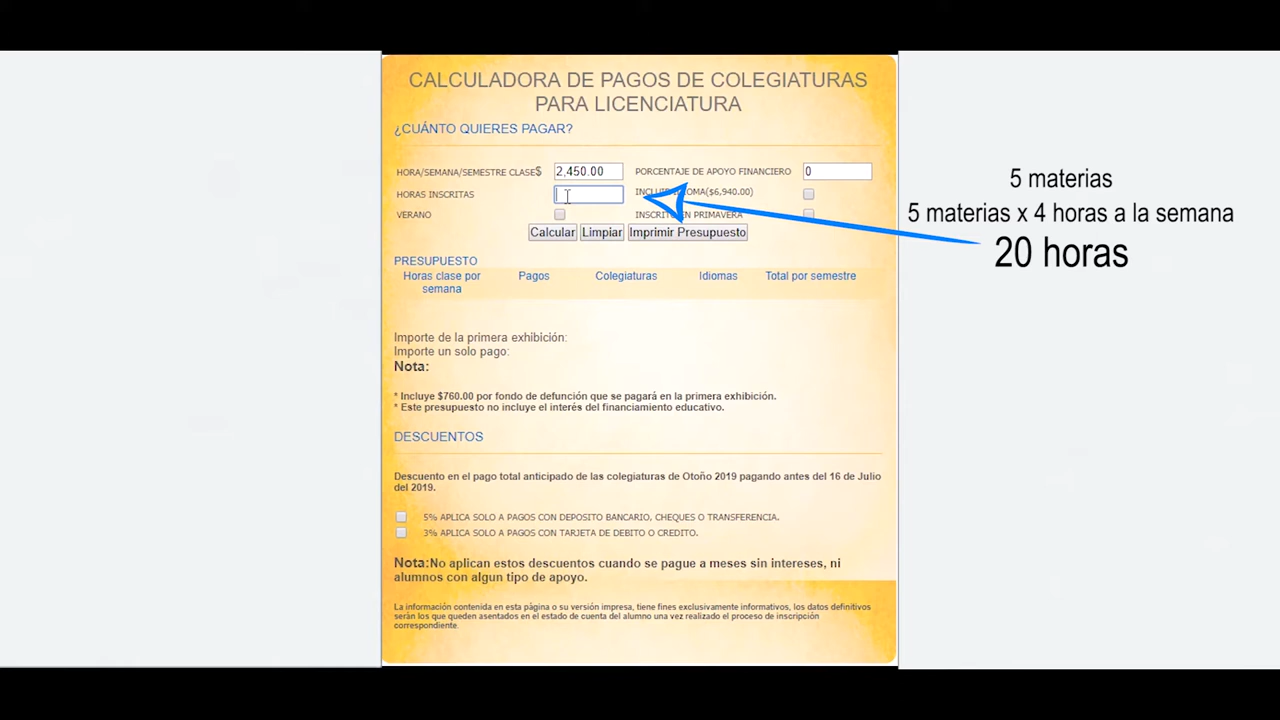 CALCULADORA DE PAGOS DE COLEGIATURAS
PARA LICENCIATURA
¿CUÁNTO QUIERES PAGAR?
HORA/SEMANA/SEMESTRE CLASE$ 2,450.00 PORCENTAJE DE APOYO FINANCIERO 0
HORAS INSCRITAS
($6,940.00)
VERANO
PRIMAVERA
Calcular Limpiar Imprimir Presupuesto
5 materias
5 materias x 4 horas a la semana
20 horas
PRESUPUESTO
Horas clase por Pagos Colegiaturas Idiomas Total por semestre
semana
Importe de la primera exhibición:
Importe un solo pago:
Nota:
* Incluye $760.00 por fondo de defunción que se pagará en la primera exhibición.
* Este presupuesto no incluye el interés del financiamiento educativo.
DESCUENTOS
Descuento en el pago total anticipado de las colegiaturas de Otoño 2019 pagando antes del 16 de Julio
del 2019.
5% APLICA SOLO A PAGOS CON DEPOSITO BANCARIO, CHEQUES O TRANSFERENCIA.
3% APLICA SOLO A PAGOS CON TARJETA DE DEBITO O CREDITO.
Nota:No aplican estos descuentos cuando se pague a meses sin intereses, ni
alumnos con algun tipo de apoyo.
La información contenida en esta página o su versión impresa, tiene fines exclusivamente informativos, los datos definitivos
serán los que queden asentados en el estado de cuenta del alumno una vez realizado el proceso de inscripción
correspondiente.